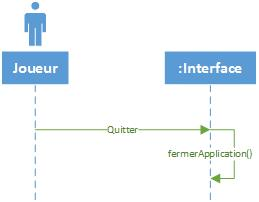 Joueur
:Interface
Quitter
fermerApplication()